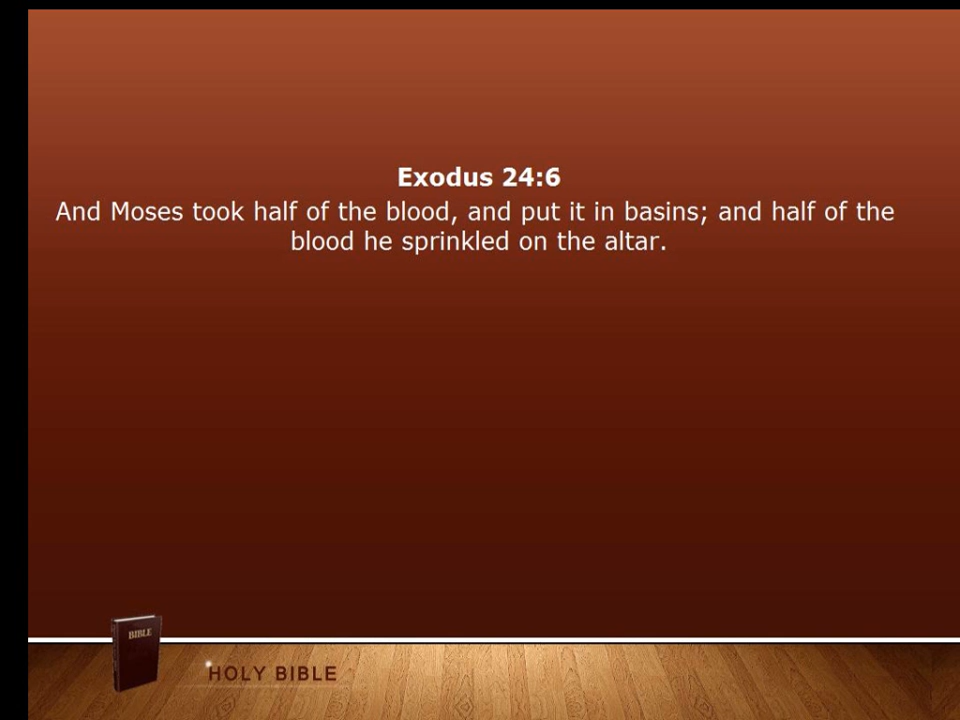 Exodus 24:6
And Moses took half of the blood, and put it in basins; and half of the
blood he sprinkled on the altar.
BIBLE
HOLY BIBLE